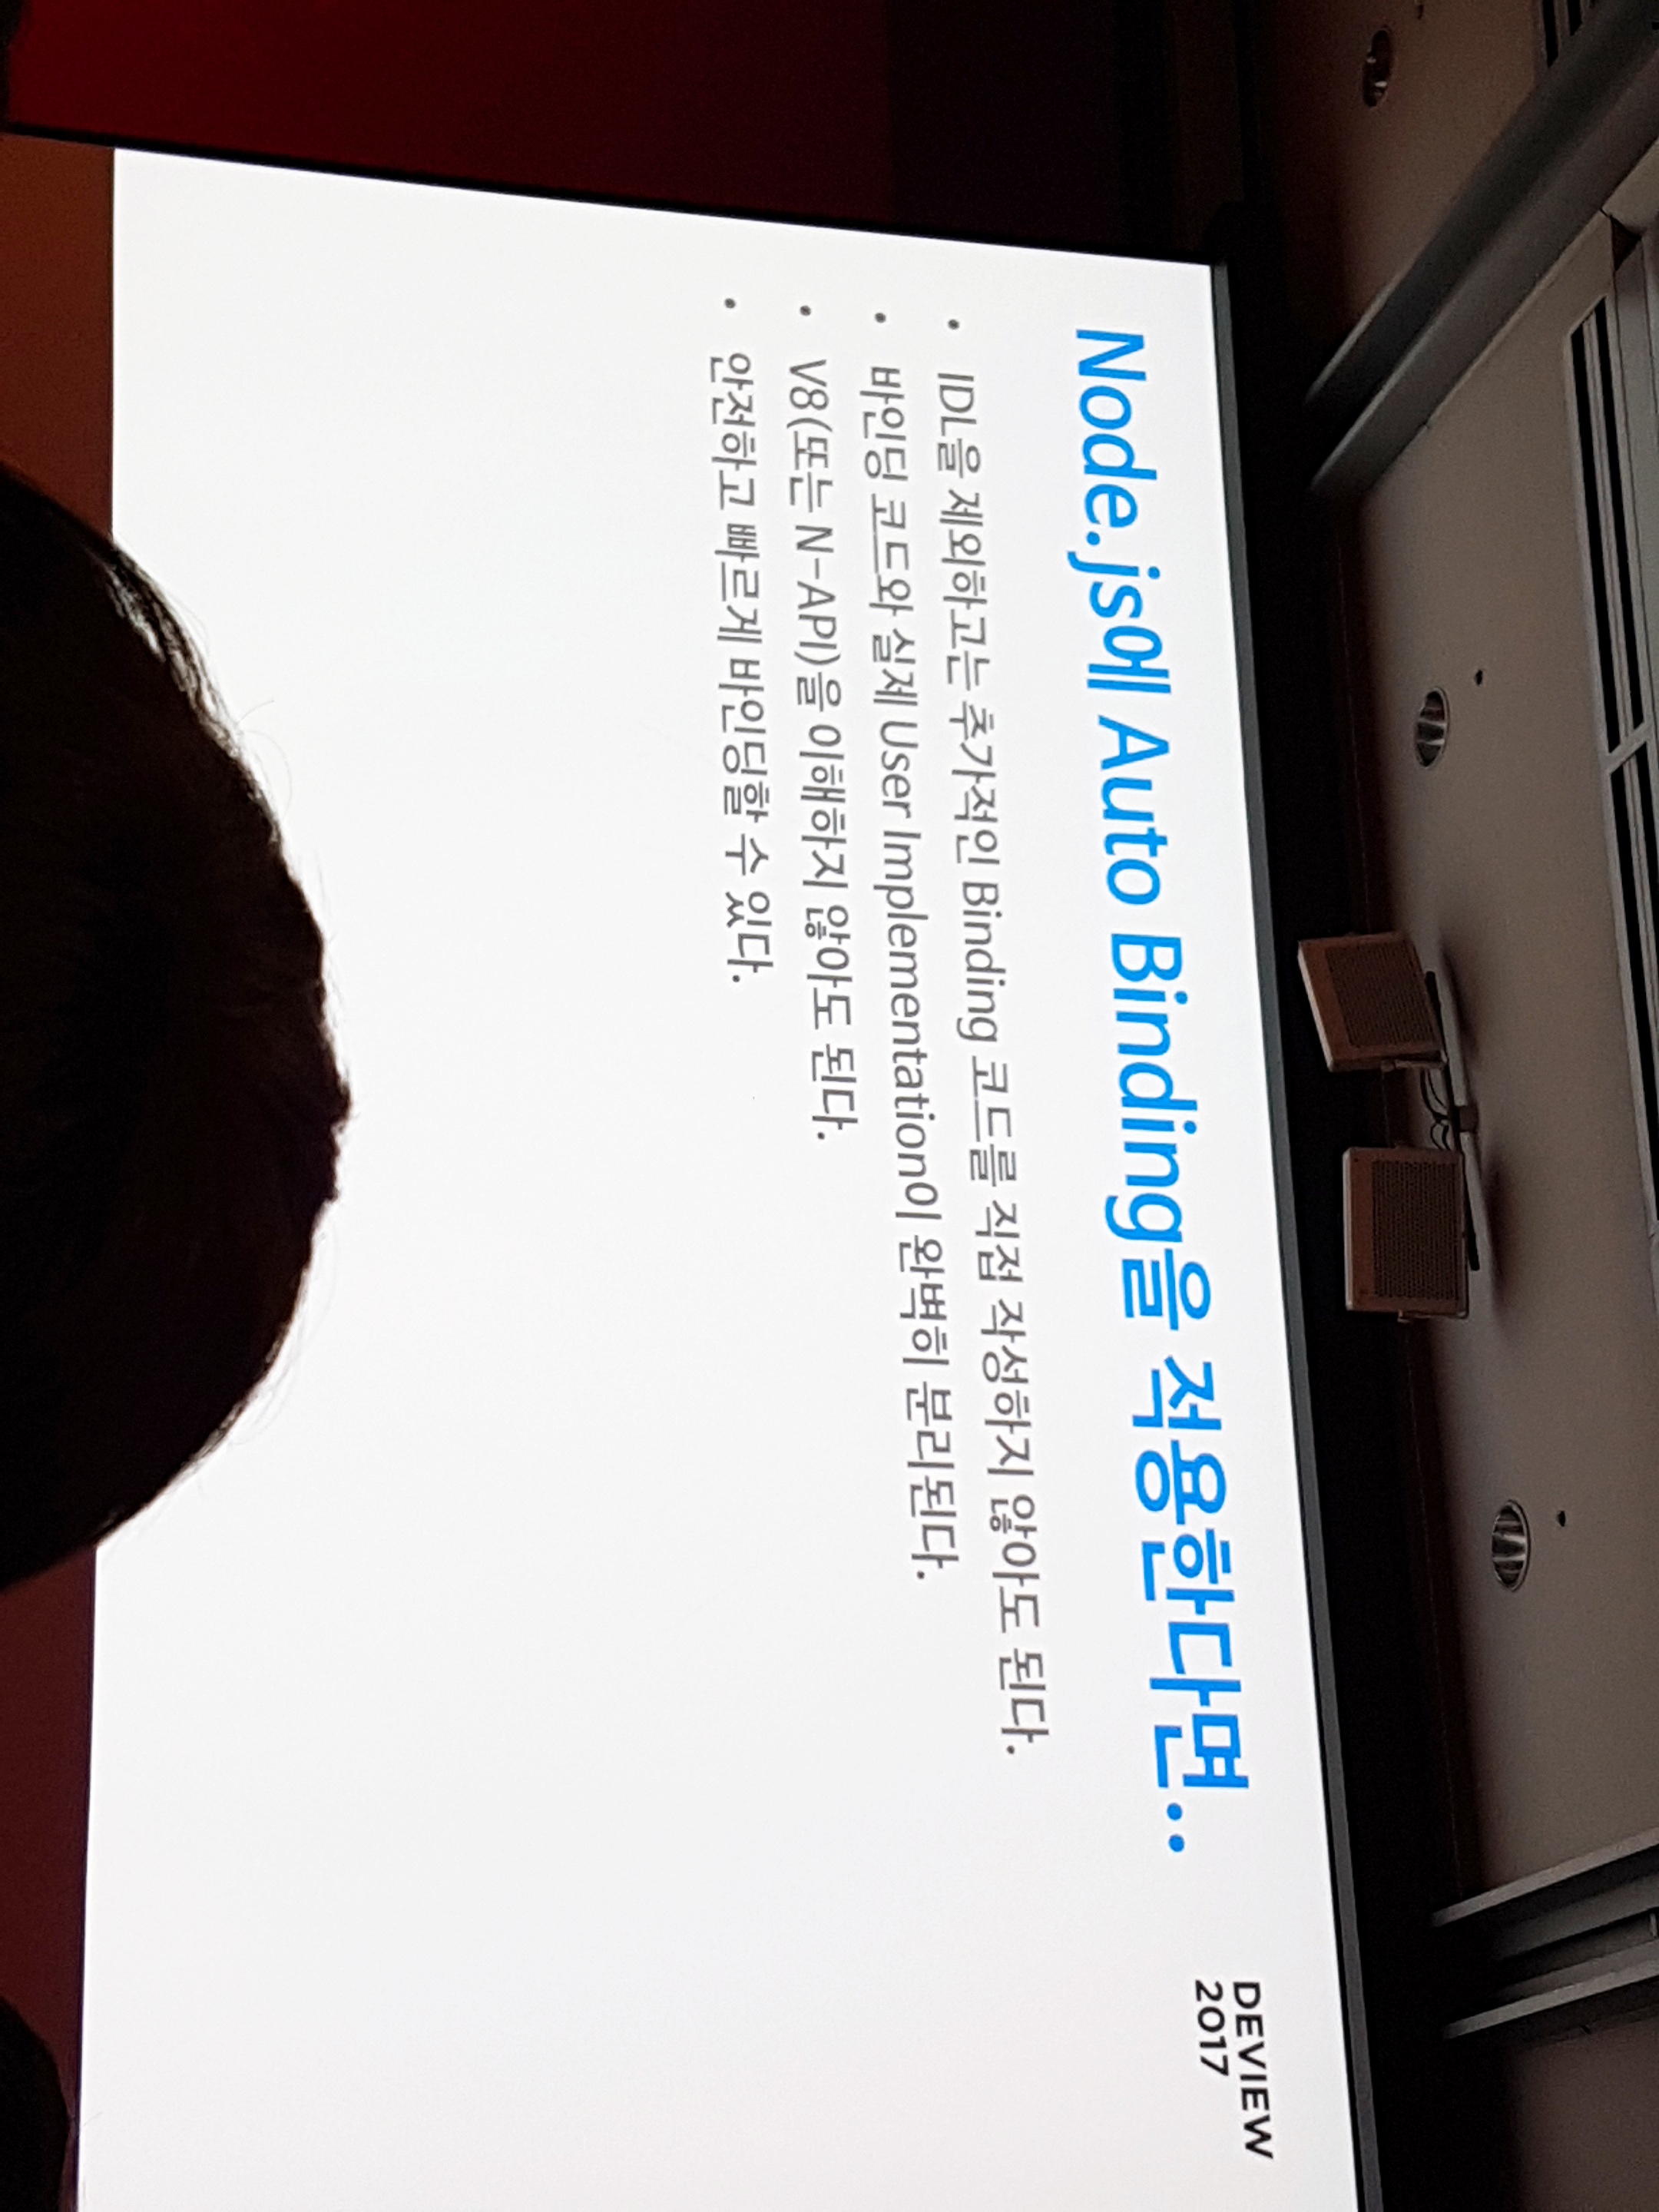 DEVIEW
2017
Node.js에 Auto Binding을 적용한다면..
• IDL을 제외하고는 추가적인 Binding 코드를 직접 작성하지 않아도 된다.
• 바인딩 코드와 실제 User Implementation이 완벽히 분리된다.
• V8(또는 N-API)을 이해하지 않아도 된다.
• 안전하고 빠르게 바인딩할 수 있다.